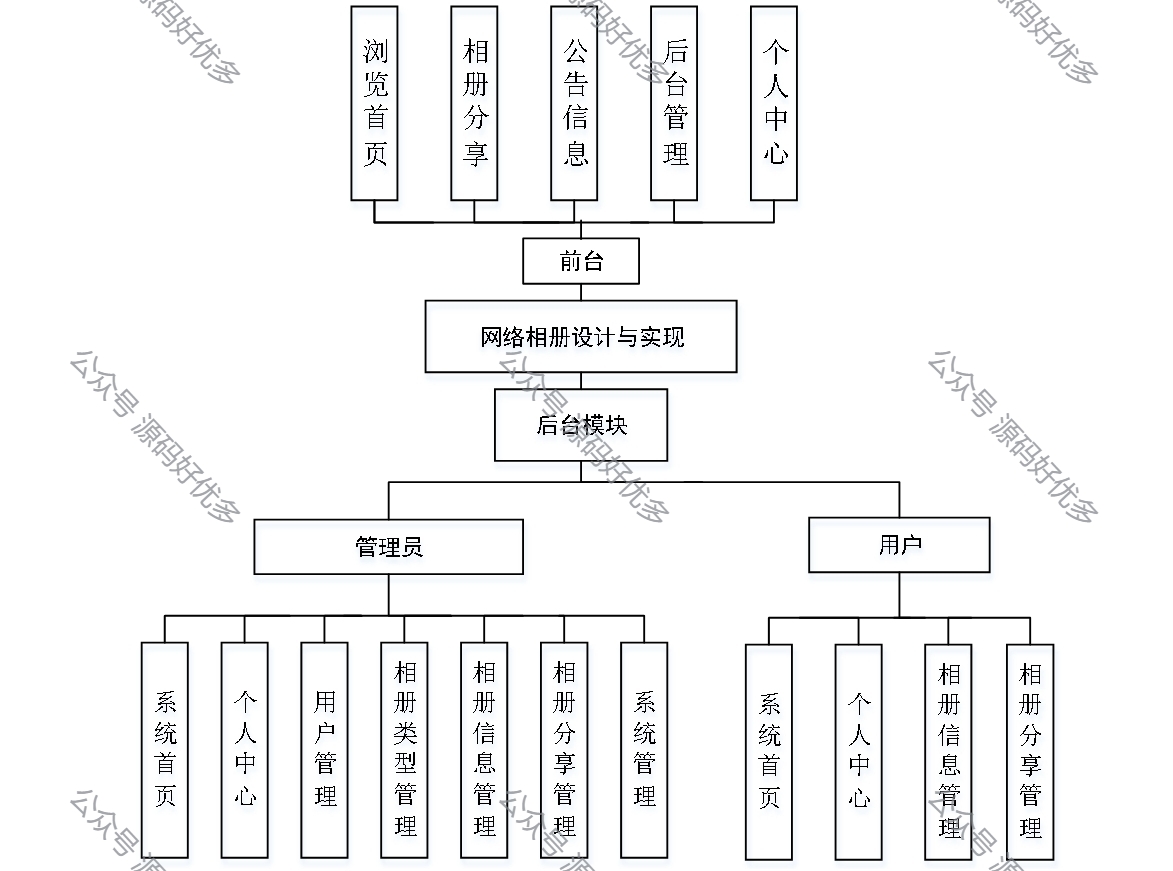 浏览首页
相册分享
公告信息
后台管理
个人中心
前台
网络相册设计与实现
后台模块
管理员
用户
系统首页
个人中心
用户管理
相册类型管理
相册信息管理
相册分享管理
系统管理
系统首页
个人中心
相册信息管理
相册分享管理
源码好优多
源码好优多
源码好优多
公众号 源码好优多
公众号 源码好优多
公众号 源码好优多
公众号 源
公众号 源
公众号 源